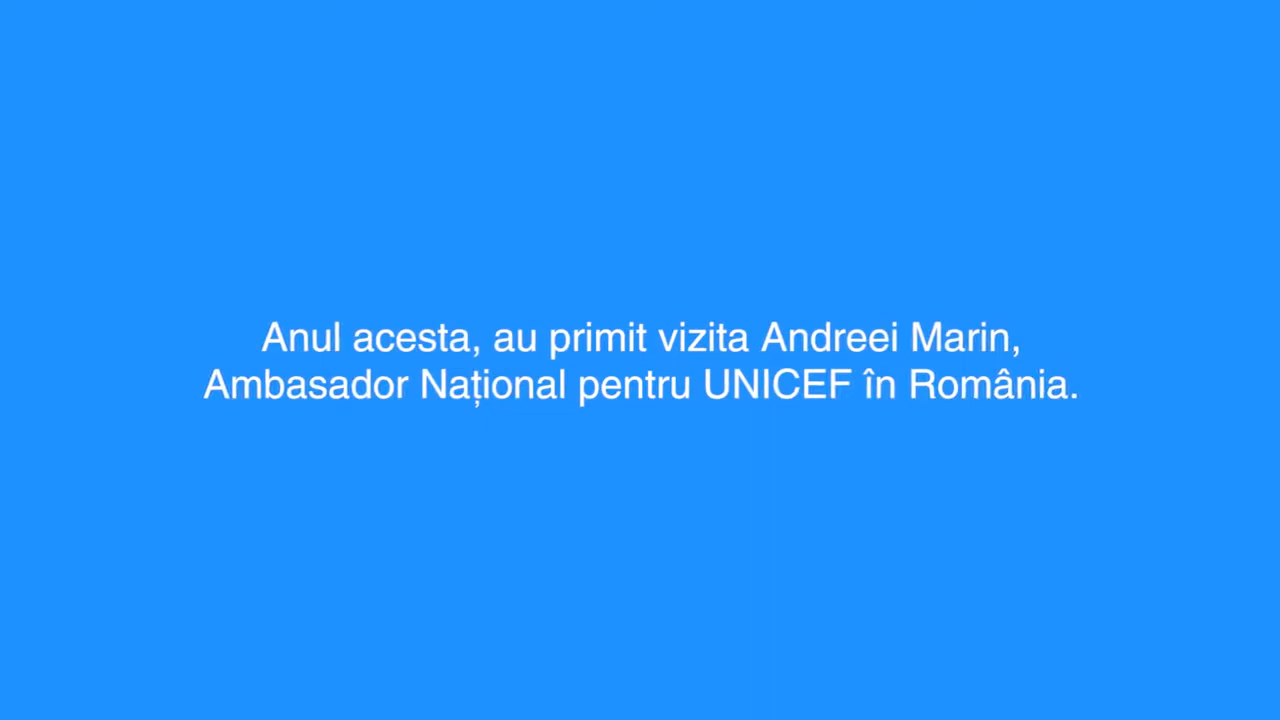 Anul acesta, au primit vizita Andreei Marin,
Ambasador Național pentru UNICEF în România.